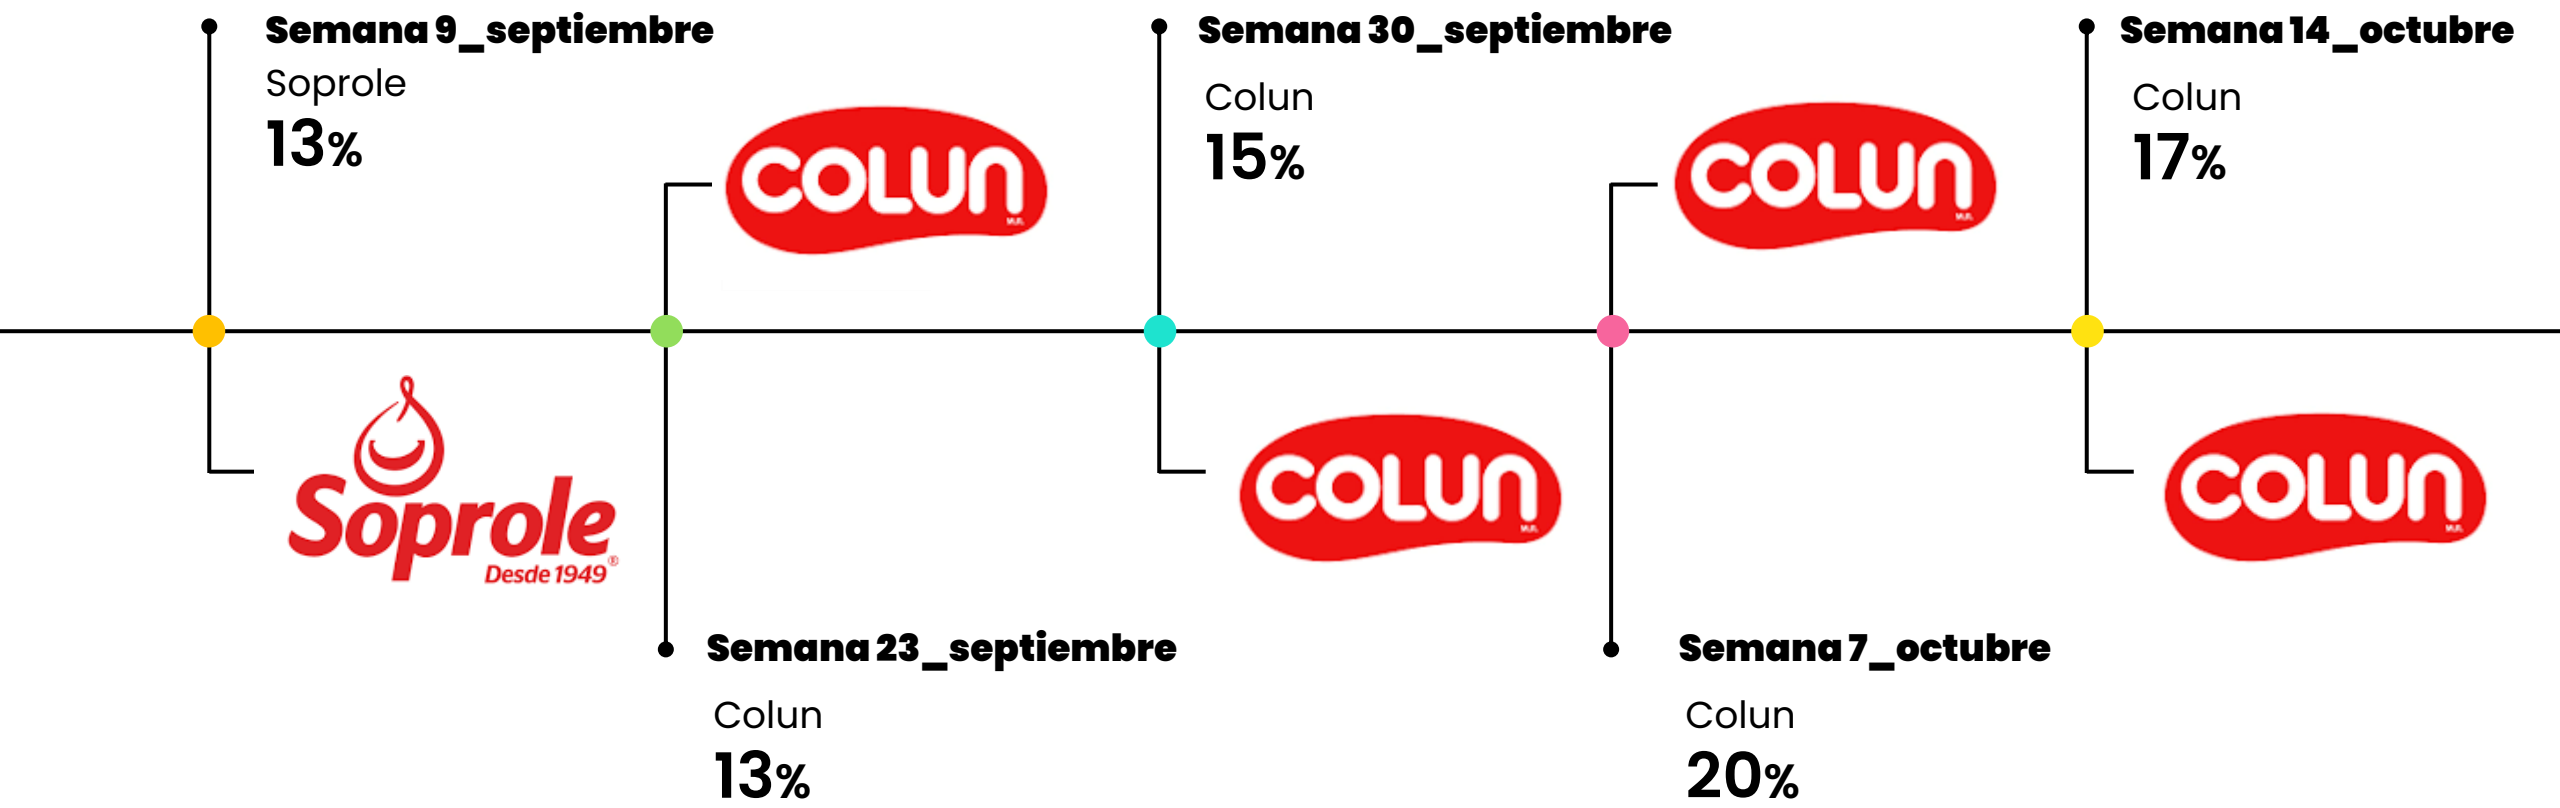 Semana 9_septiembre
Soprole
13%
Soprole
Desde 1949®
COLUN
M.R.
Semana 23_septiembre
Colun
13%
Semana 30_septiembre
Colun
15%
COLUN
M.R.
COLUN
M.R.
Semana 7_octubre
Colun
20%
Semana 14_octubre
Colun
17%
COLUN
M.R.